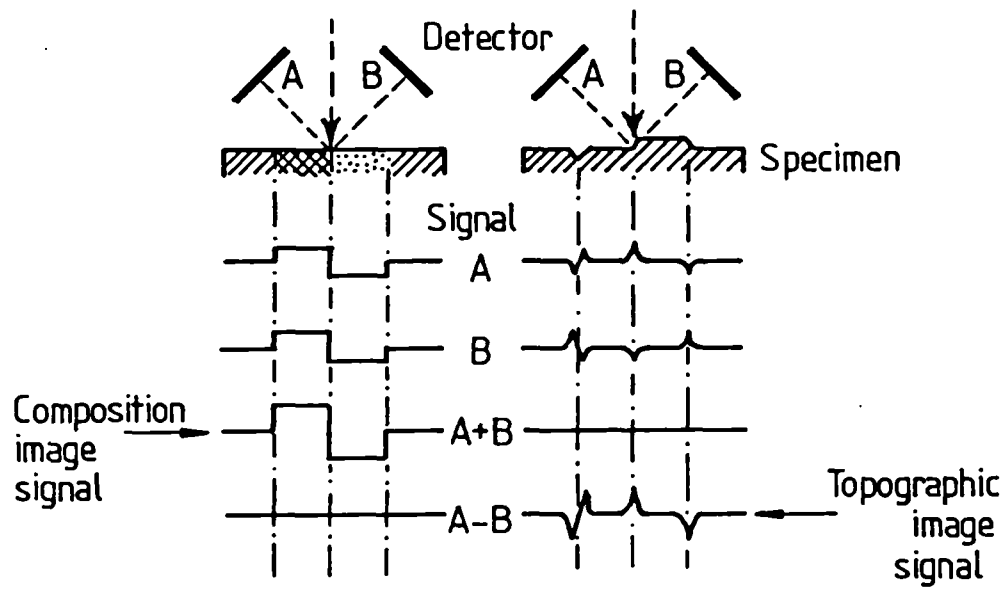 Detector
A B
A B
Specimen
Signal
A
B
Composition
image
signal
A+B
A-B
Topographic
image
signal